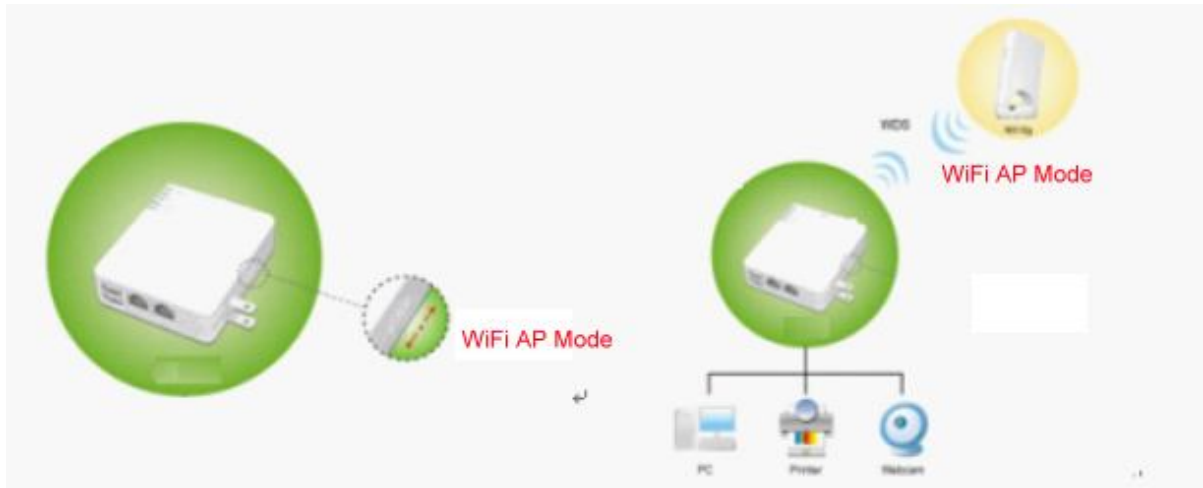 WiFi AP Mode
WDS
WiFi AP Mode
PC
Printer
Webcam